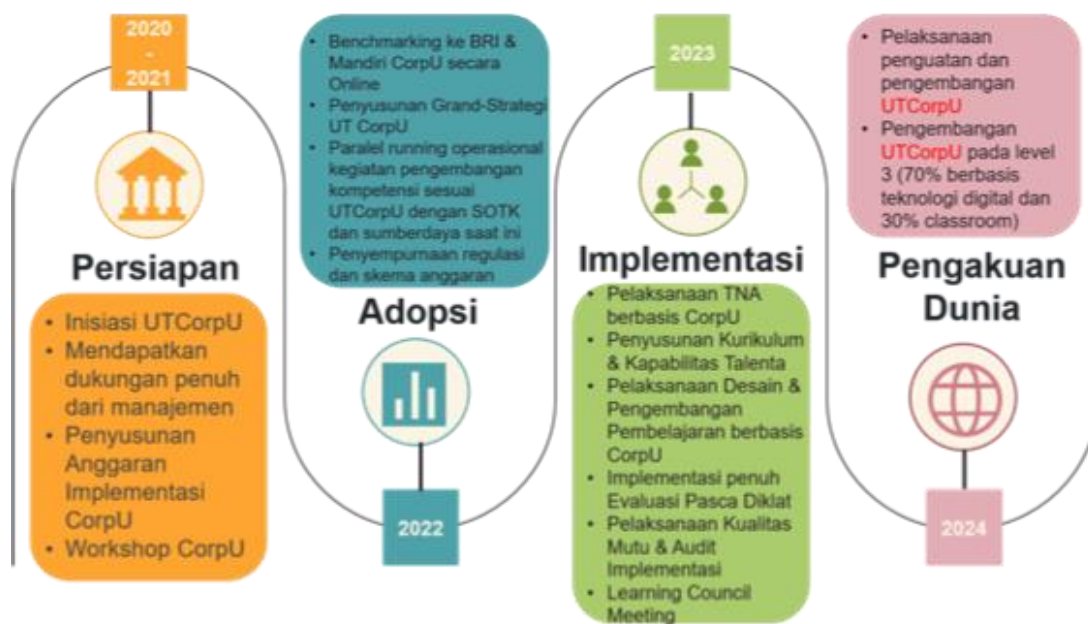 2020
-
2021
Persiapan
• Inisiasi UTCorpU
• Mendapatkan
dukungan penuh
dari manajemen
• Penyusunan
Anggaran
Implementasi
CorpU
• Workshop CorpU
• Benchmarking ke BRI &
Mandiri CorpU secara
Online
• Penyusunan Grand-Strategi
UT CorpU
• Paralel running operasional
kegiatan pengembangan
kompetensi sesuai
UTCorpU dengan SOTK
dan sumberdaya saat ini
• Penyempurnaan regulasi
dan skema anggaran
Adopsi
2022
2023
Implementasi
• Pelaksanaan TNA
berbasis CorpU
• Penyusunan Kurikulum
& Kapabilitas Talenta
• Pelaksanaan Desain &
Pengembangan
Pembelajaran berbasis
CorpU
• Implementasi penuh
Evaluasi Pasca Diklat
• Pelaksanaan Kualitas
Mutu & Audit
Implementasi
• Learning Council
Meeting
• Pelaksanaan
penguatan dan
pengembangan
UTCorpU
• Pengembangan
UTCorpU pada level
3 (70% berbasis
teknologi digital dan
30% classroom)
Pengakuan
Dunia
2024